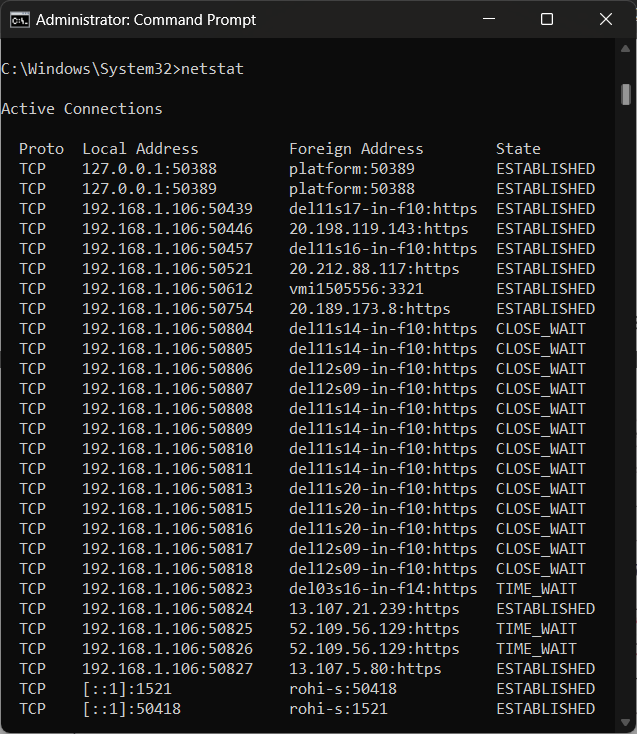 Administrator: Command Prompt
C:\Windows\System32>netstat
Active Connections
Proto Local Address Foreign Address State
TCP 127.0.0.1:50388 platform:50389 ESTABLISHED
TCP 127.0.0.1:50389 platform:50388 ESTABLISHED
TCP 192.168.1.106:50439 del11s17-in-f10:https ESTABLISHED
TCP 192.168.1.106:50446 20.198.119.143:https ESTABLISHED
TCP 192.168.1.106:50457 del11s16-in-f10:https ESTABLISHED
TCP 192.168.1.106:50521 20.212.88.117:https ESTABLISHED
TCP 192.168.1.106:50612 vmi1505556:3321 ESTABLISHED
TCP 192.168.1.106:50754 20.189.173.8:https ESTABLISHED
TCP 192.168.1.106:50804 del11s14-in-f10:https CLOSE_WAIT
TCP 192.168.1.106:50805 del11s14-in-f10:https CLOSE_WAIT
TCP 192.168.1.106:50806 del12s09-in-f10:https CLOSE_WAIT
TCP 192.168.1.106:50807 del12s09-in-f10:https CLOSE_WAIT
TCP 192.168.1.106:50808 del11s14-in-f10:https CLOSE_WAIT
TCP 192.168.1.106:50809 del11s14-in-f10:https CLOSE_WAIT
TCP 192.168.1.106:50810 del11s14-in-f10:https CLOSE_WAIT
TCP 192.168.1.106:50811 del11s14-in-f10:https CLOSE_WAIT
TCP 192.168.1.106:50813 del11s20-in-f10:https CLOSE_WAIT
TCP 192.168.1.106:50815 del11s20-in-f10:https CLOSE_WAIT
TCP 192.168.1.106:50816 del11s20-in-f10:https CLOSE_WAIT
TCP 192.168.1.106:50817 del12s09-in-f10:https CLOSE_WAIT
TCP 192.168.1.106:50818 del12s09-in-f10:https CLOSE_WAIT
TCP 192.168.1.106:50823 del03s16-in-f14:https TIME_WAIT
TCP 192.168.1.106:50824 13.107.21.239:https ESTABLISHED
TCP 192.168.1.106:50825 52.109.56.129:https TIME_WAIT
TCP 192.168.1.106:50826 52.109.56.129:https TIME_WAIT
TCP 192.168.1.106:50827 13.107.5.80:https ESTABLISHED
TCP [::1]:1521 rohi-s:50418 ESTABLISHED
TCP [::1]:50418 rohi-s:1521 ESTABLISHED